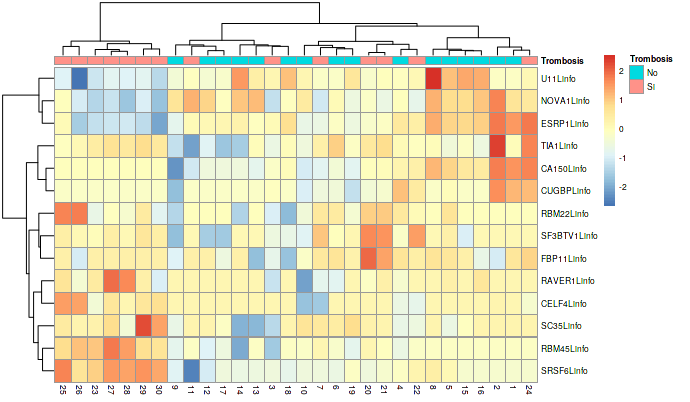 Trombosis
Trombosis
No
SI
2
1
0
-1
-2
U11Linfo
NOVA1Linfo
ESRP1Linfo
TIA1Linfo
CA150Linfo
CUGBPLinfo
RBM22Linfo
SF3BTV1Linfo
FBP11Linfo
RAVER1Linfo
CELF4Linfo
SC35Linfo
RBM45Linfo
SRSF6Linfo
25 26 23 27 28 29 30 9 11 12 17 14 13 3 18 10 7 6 19 20 21 4 22 8 5 15 16 2 1 24